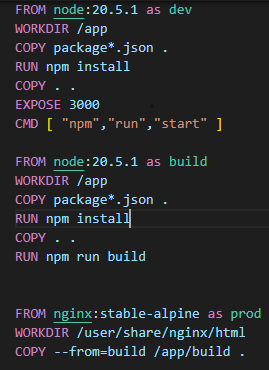 FROM node:20.5.1 as dev
WORKDIR /app
COPY package*.json .
RUN npm install
COPY . .
EXPOSE 3000
CMD [ "npm","run","start" ]
FROM node:20.5.1 as build
WORKDIR /app
COPY package*.json .
RUN npm install
COPY . .
RUN npm run build
FROM nginx:stable-alpine as prod
WORKDIR /user/share/nginx/html
COPY --from=build /app/build .